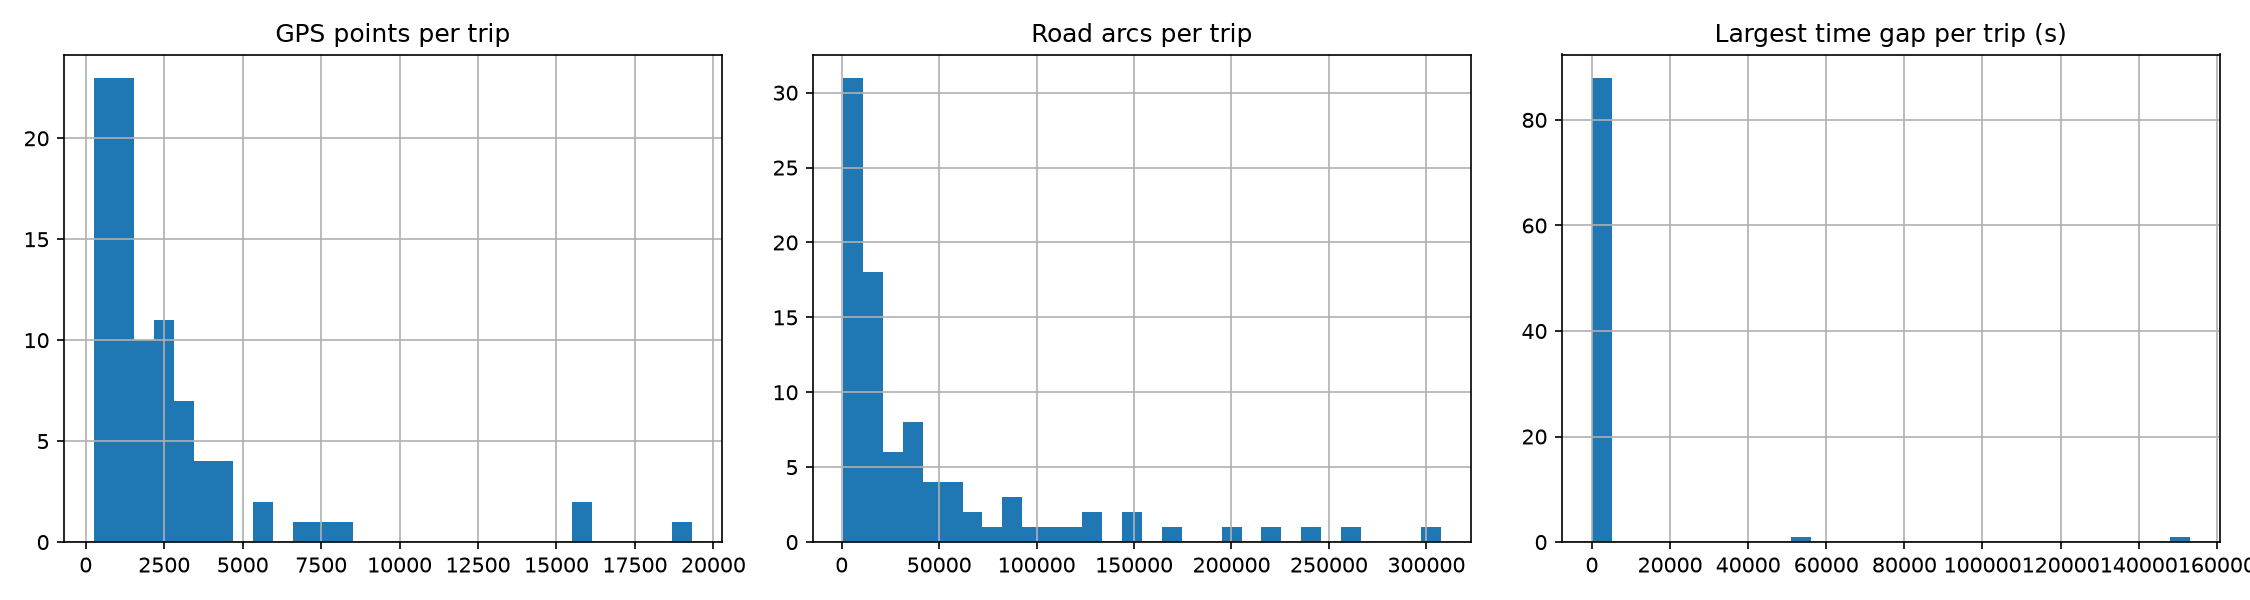 GPS points per trip
20
15
10
5
0
0 2500 5000 7500 10000 12500 15000 17500 20000
Road arcs per trip
30
25
20
15
10
5
0
0 50000 100000 150000 200000 250000 300000
Largest time gap per trip (s)
80
60
40
20
0
0 20000 40000 60000 80000 100000 120000 140000 160000